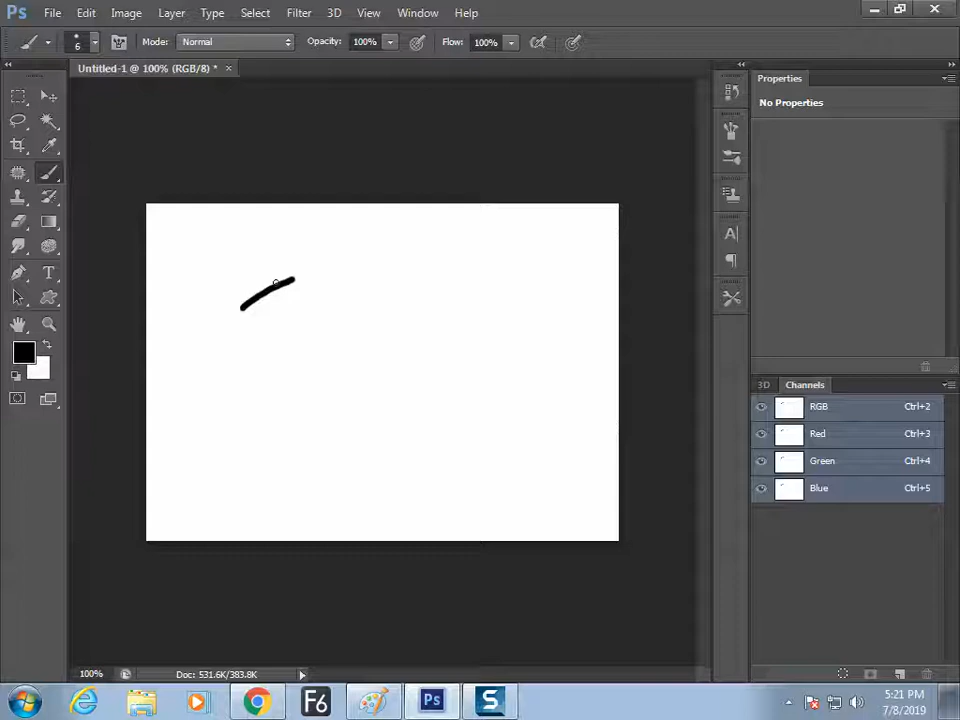 Ps File Edit Image Layer Type Select Filter 3D View Window Help
6 Mode: Normal Opacity: 100% Flow: 100%
Untitled-1 @ 100% (RGB/8) * ×
Properties
No Properties
A
T
3D Channels
RGB Ctrl+2
Red Ctrl+3
Green Ctrl+4
Blue Ctrl+5
100% Doc: 531.6K/383.8K
F6 Ps S
5:21 PM
7/8/2019